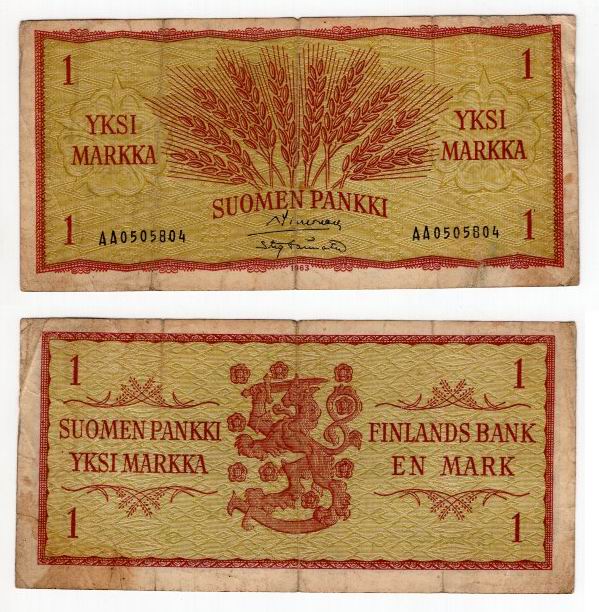 1
1
YKSI
MARKKA
YKSI
MARKKA
SUOMEN PANKKI
1
AA0505804
AA0505804
1
1963
1
1
SUOMEN PANKKI
YKSI MARKKA
FINLANDS BANK
EN MARK
1
1